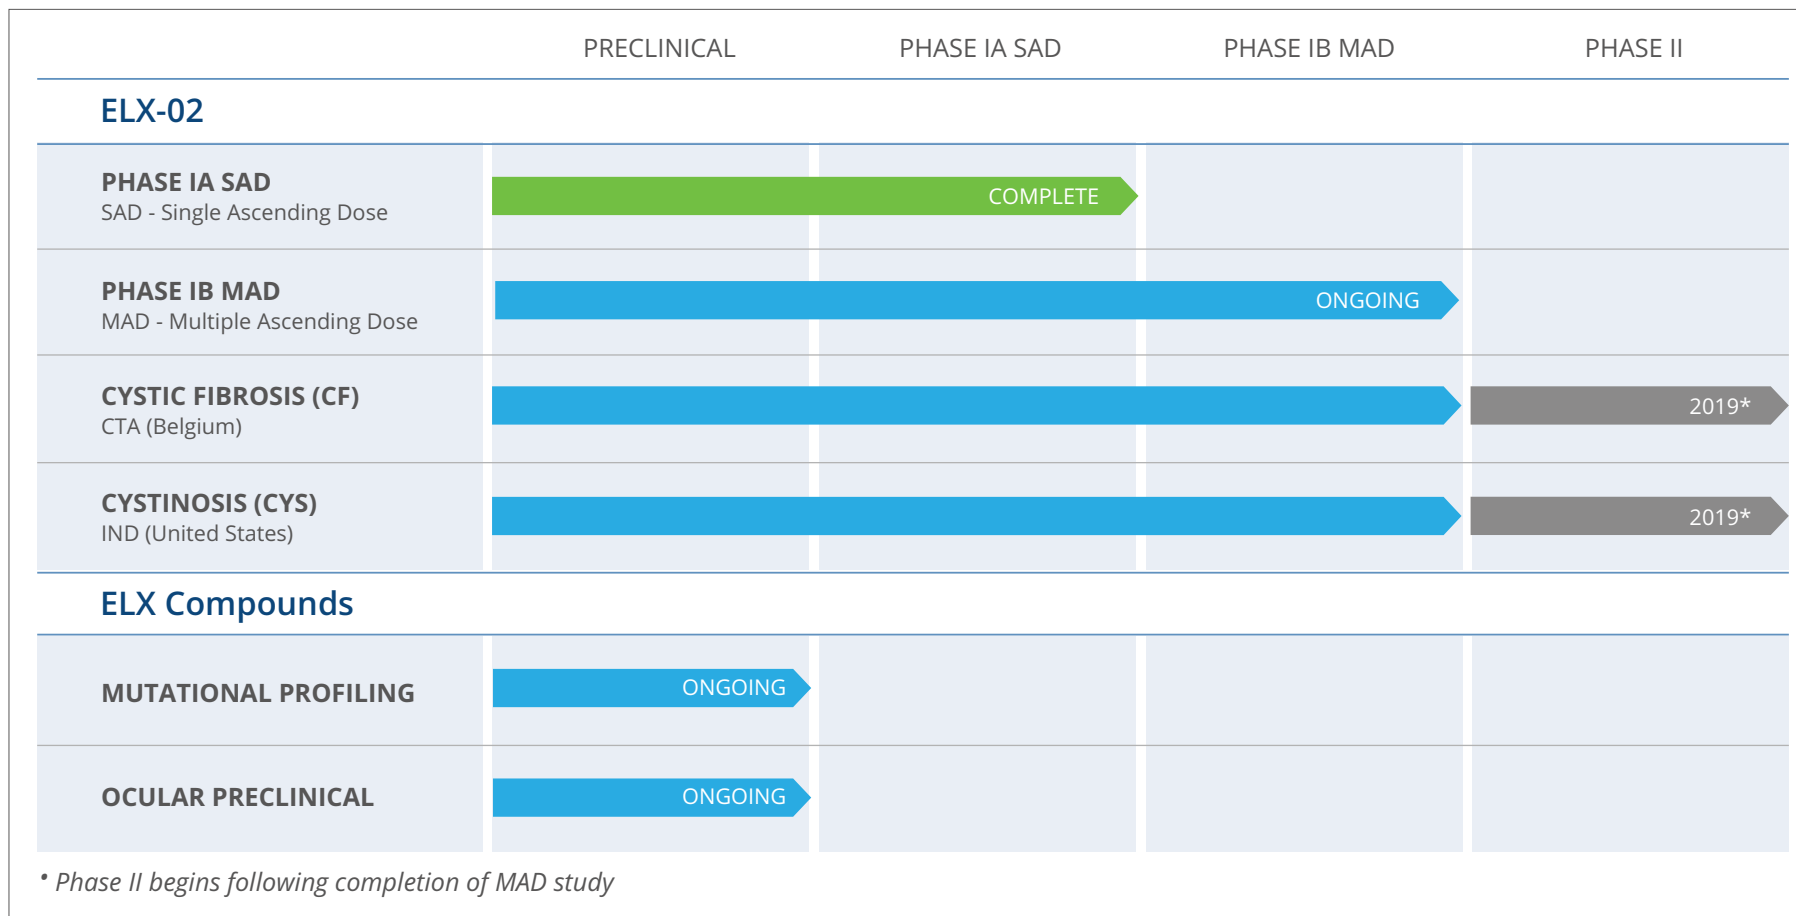 PRECLINICAL PHASE IA SAD PHASE IB MAD PHASE II
ELX-02
PHASE IA SAD
SAD - Single Ascending Dose
COMPLETE
PHASE IB MAD
MAD - Multiple Ascending Dose
ONGOING
CYSTIC FIBROSIS (CF)
CTA (Belgium)
2019*
CYSTINOSIS (CYS)
IND (United States)
2019*
ELX Compounds
MUTATIONAL PROFILING
ONGOING
OCULAR PRECLINICAL
ONGOING
* Phase II begins following completion of MAD study